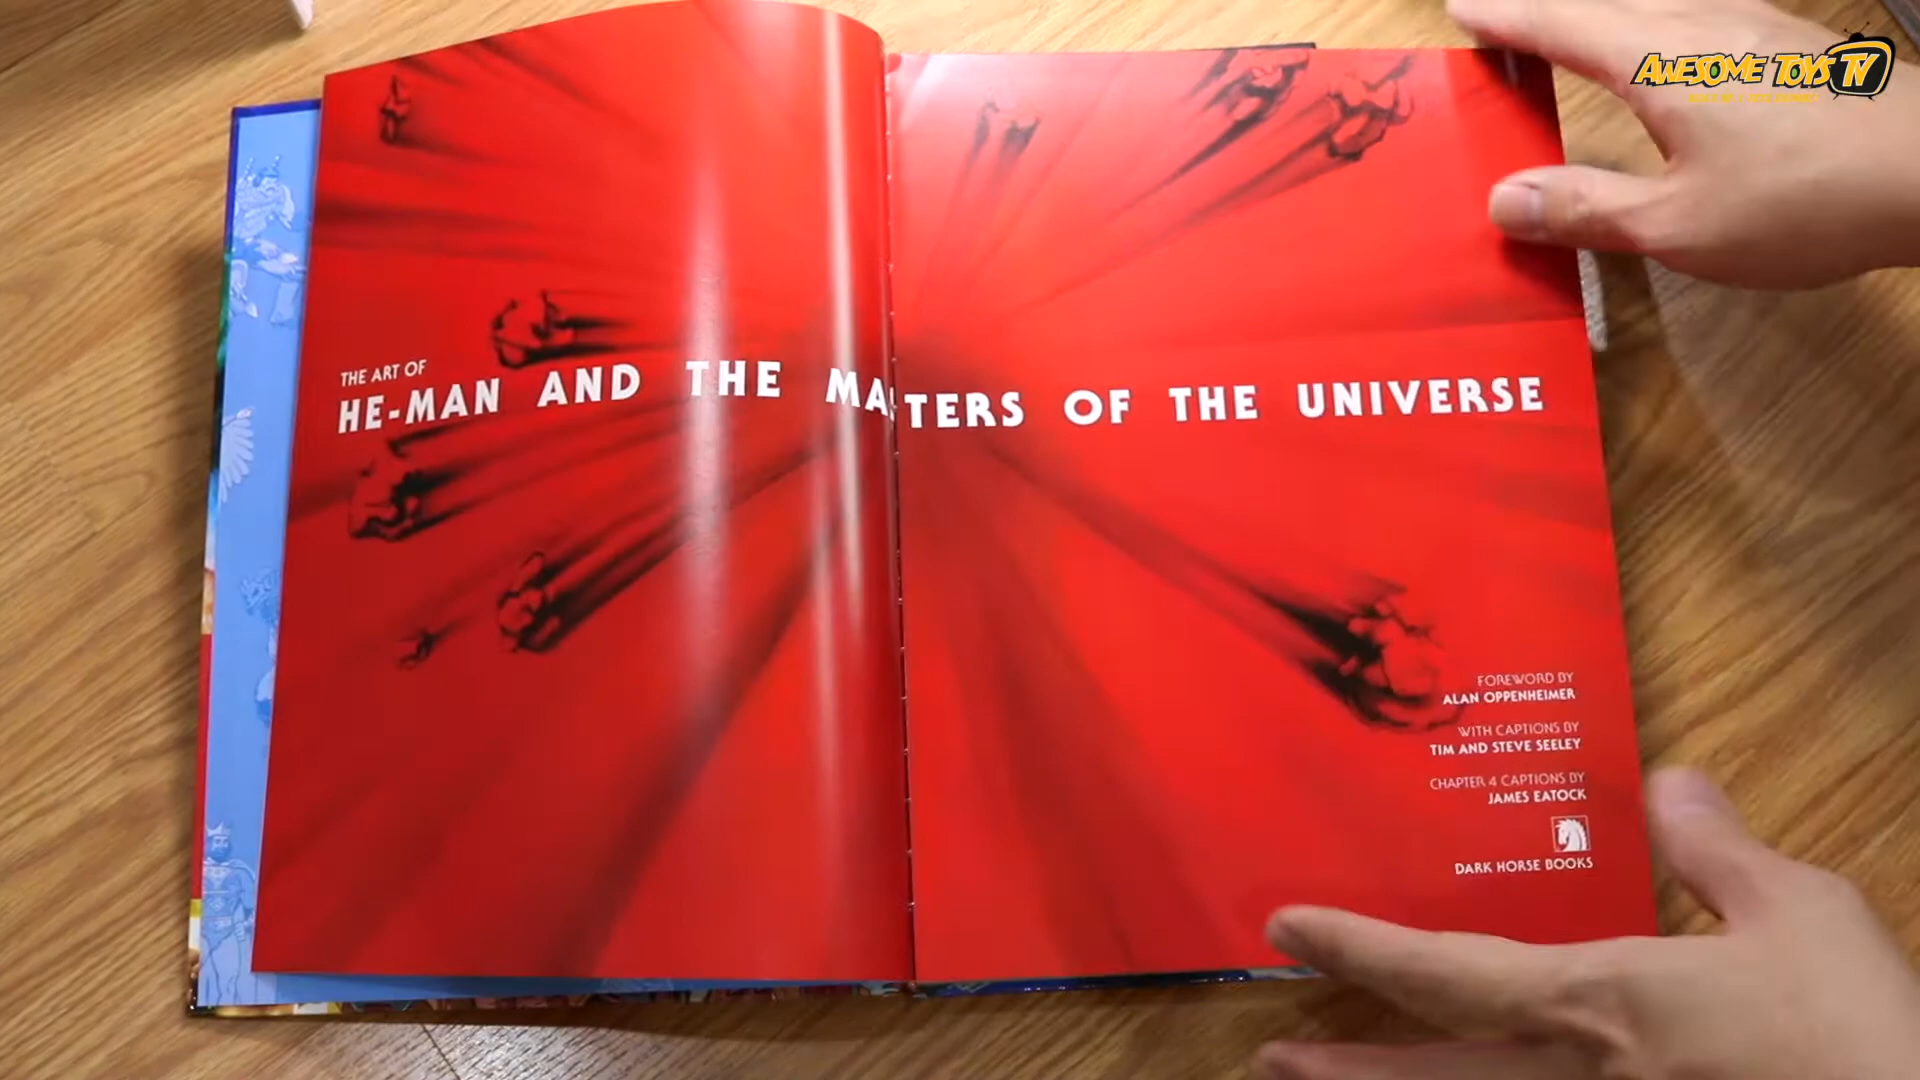 AWESOME TOYS TV
THE ART OF
HE-MAN AND THE MASTERS OF THE UNIVERSE
FOREWORD BY
ALAN OPPENHEIMER
WITH CAPTIONS BY
TIM AND STEVE SEELEY
CHAPTER 4 CAPTIONS BY
JAMES EATOCK
DARK HORSE BOOKS